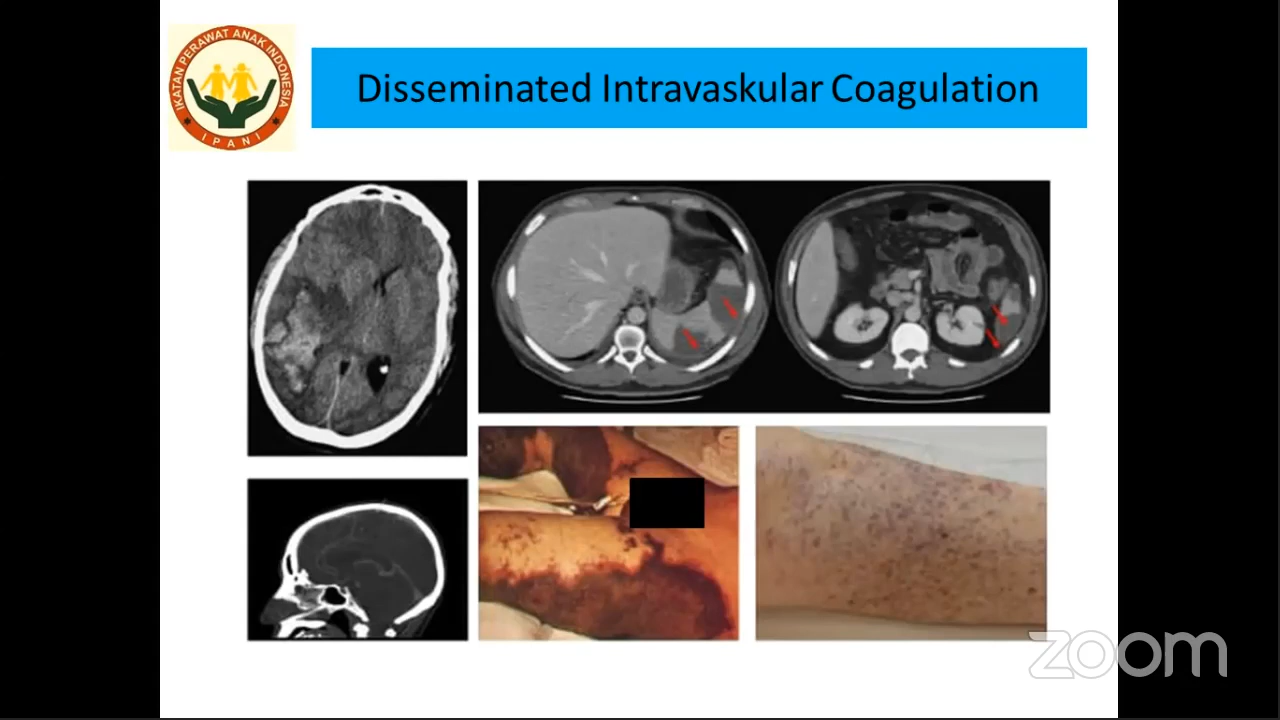 IKATAN PERAWAT ANAK INDONESIA
IPANI
Disseminated Intravaskular Coagulation
zoom